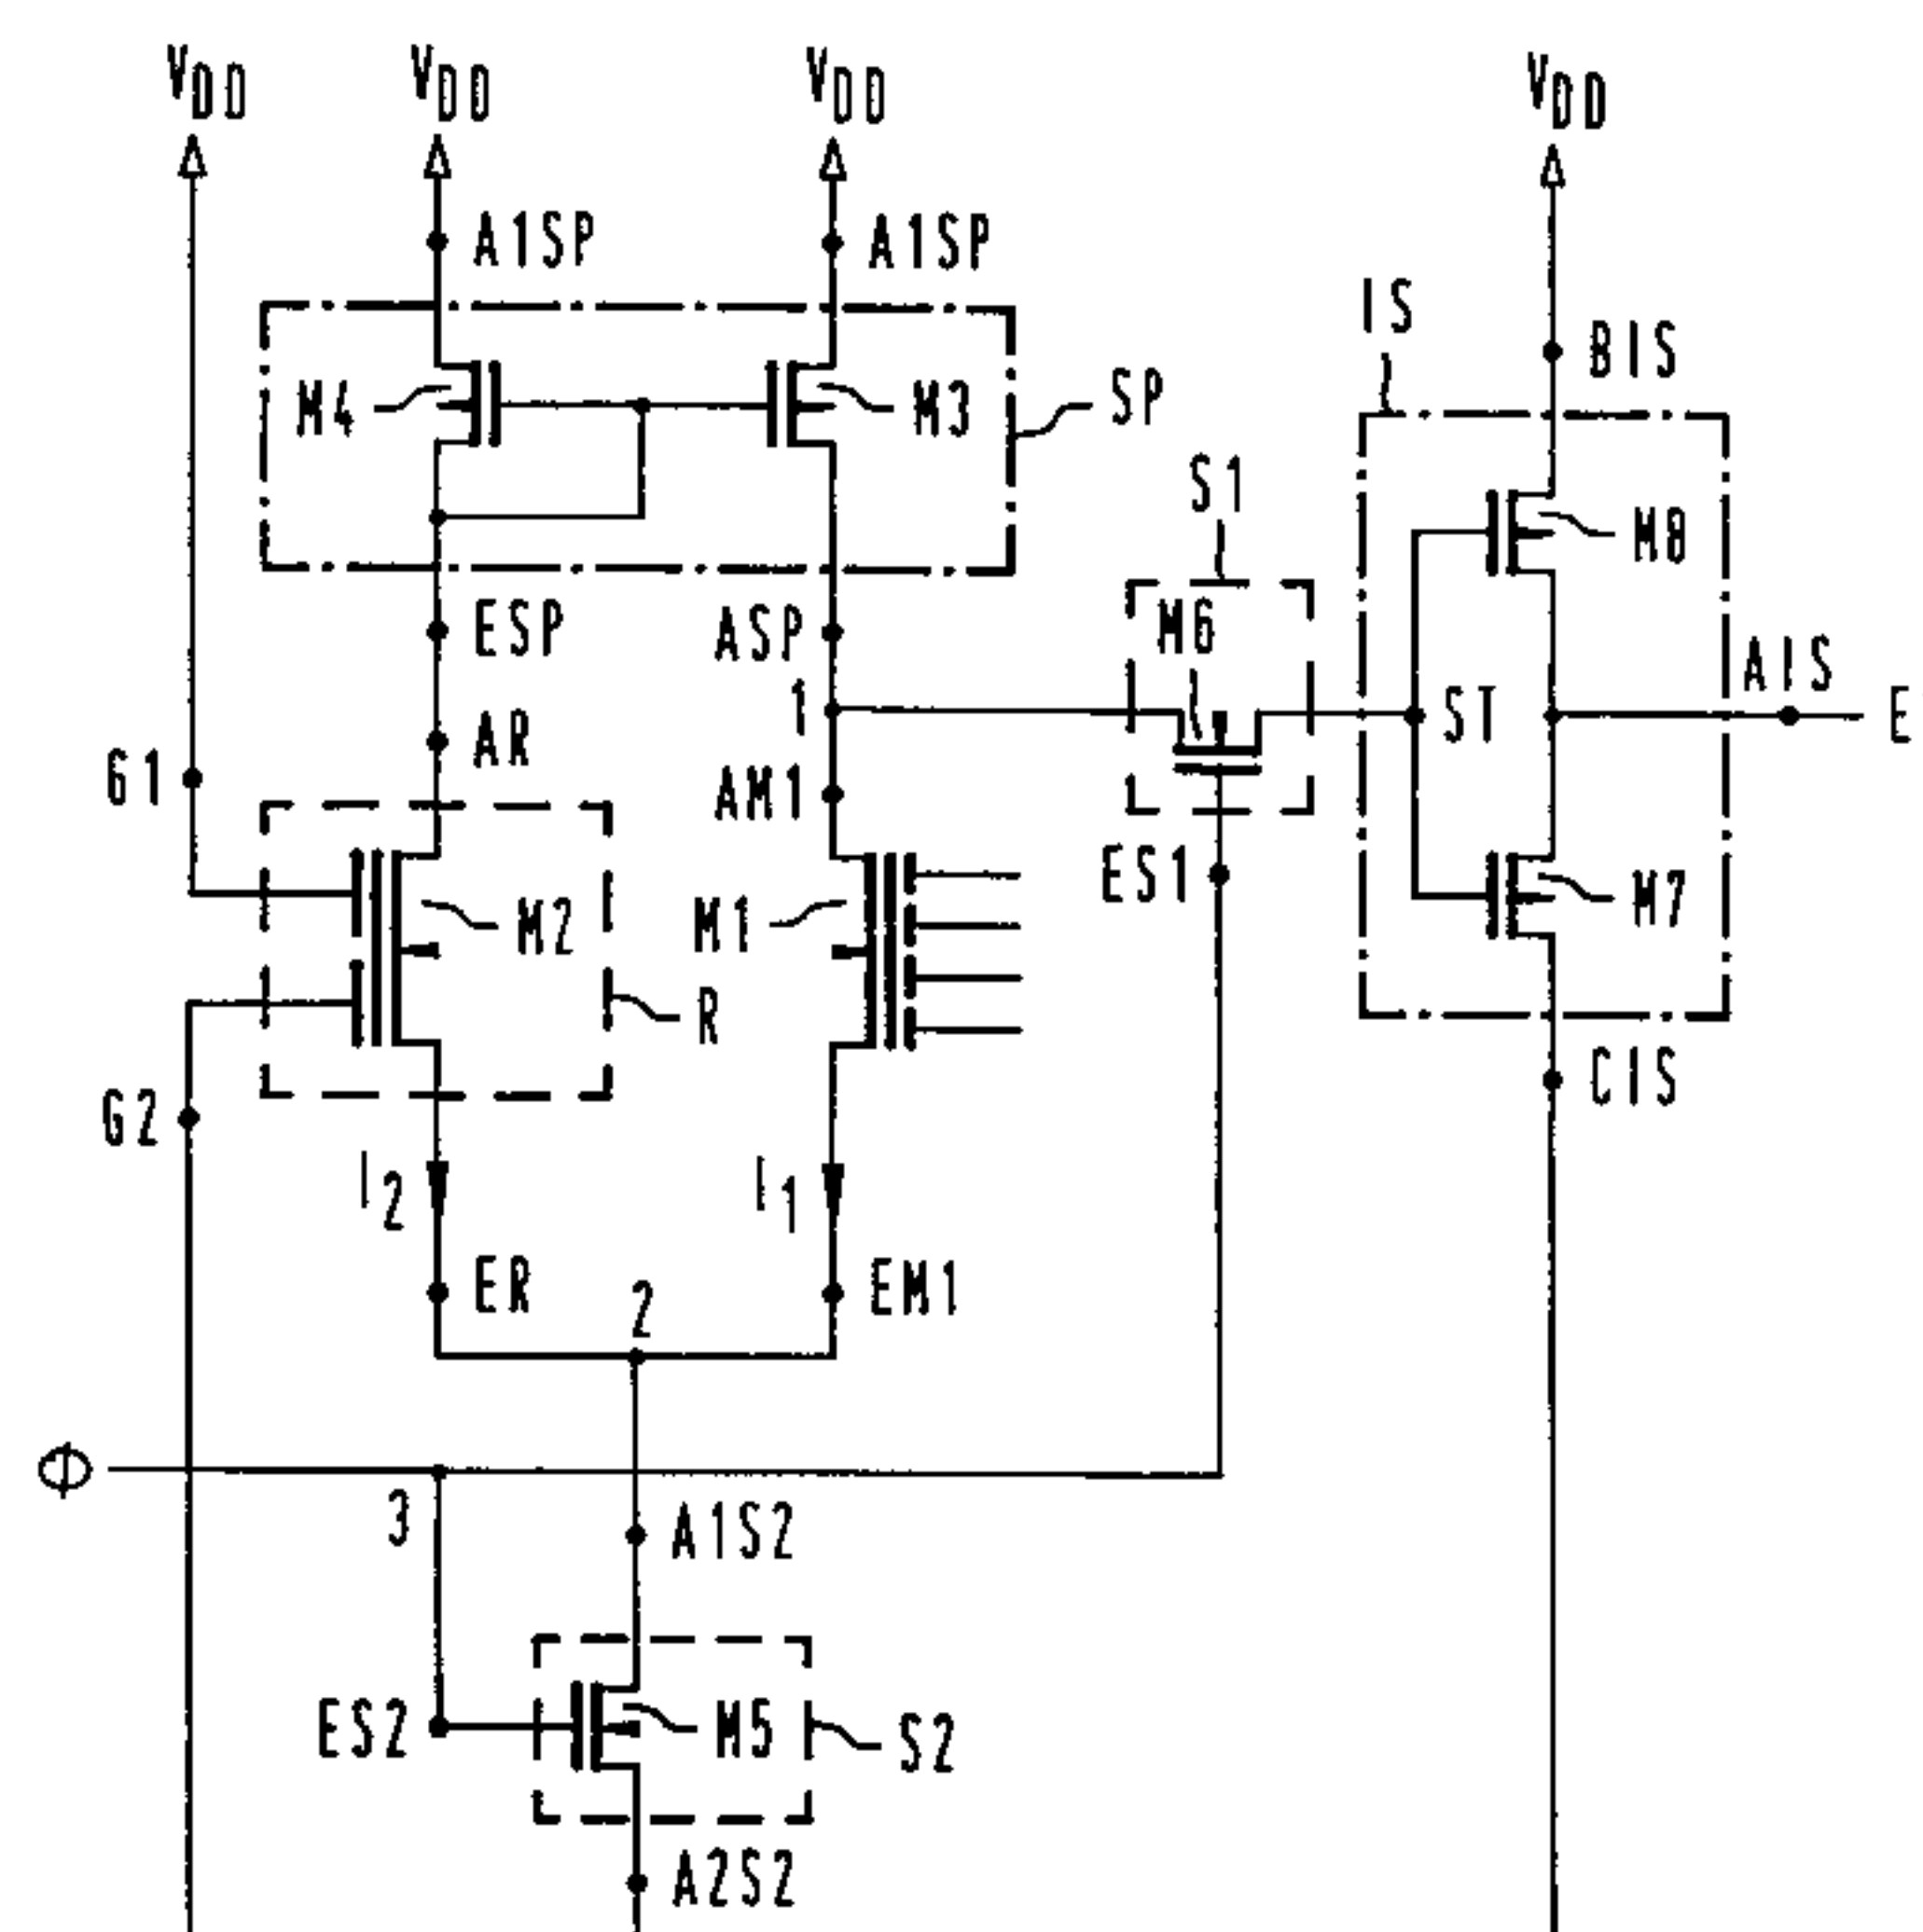 VDD VDD VDD VDD
A1SP A1SP
IS
BIS
M4 M3 SP
S1
M8
ESP ASP M6
AIS
1 ST E
AR
G1 AM1
ES1
M2 M1 M7
R
G2 CIS
I2 I1
ER 2 EM1
Φ
3 A1S2
ES2 M5 S2
A2S2